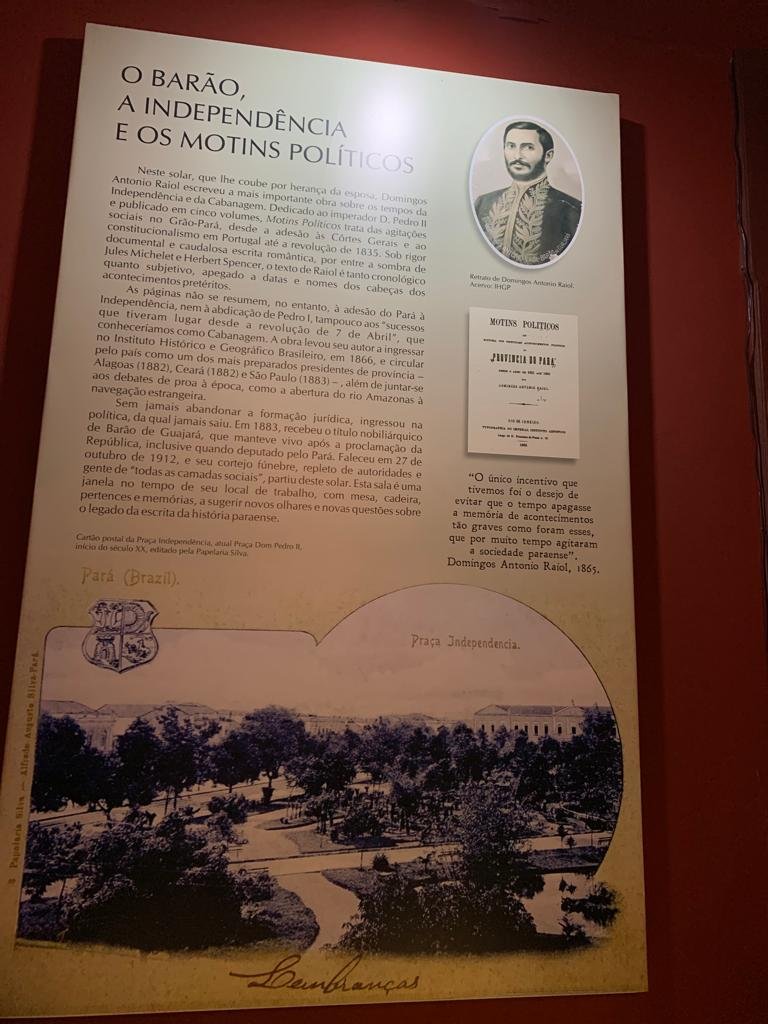 O BARÃO,
A INDEPENDÊNCIA
E OS MOTINS POLÍTICOS
Neste solar, que lhe coube por herança da esposa, Domingos
Antonio Raiol escreveu a mais importante obra sobre os tempos da
Independência e da Cabanagem. Dedicado ao imperador D. Pedro II
e publicado em cinco volumes, Motins Políticos trata das agitações
sociais no Grão-Pará, desde a adesão às Côrtes Gerais e ao
constitucionalismo em Portugal até a revolução de 1835. Sob rigor
documental e caudalosa escrita romântica, por entre a sombra de
Jules Michelet e Herbert Spencer, o texto de Raiol é tanto cronológico
quanto subjetivo, apegado a datas e nomes dos cabeças dos
acontecimentos pretéritos.
As páginas não se resumem, no entanto, à adesão do Pará à
Independência, nem à abdicação de Pedro I, tampouco aos "sucessos
que tiveram lugar desde a revolução de 7 de Abril", que
conheceríamos como Cabanagem. A obra levou seu autor a ingressar
no Instituto Histórico e Geográfico Brasileiro, em 1866, e circular
pelo país como um dos mais preparados presidentes de província –
Alagoas (1882), Ceará (1882) e São Paulo (1883) – , além de juntar-se
aos debates de proa à época, como a abertura do rio Amazonas à
navegação estrangeira.
Sem jamais abandonar a formação jurídica, ingressou na
política, da qual jamais saiu. Em 1883, recebeu o título nobiliárquico
de Barão de Guajará, que manteve vivo após a proclamação da
República, inclusive quando deputado pelo Pará. Faleceu em 27 de
outubro de 1912, e seu cortejo fúnebre, repleto de autoridades e
gente de "todas as camadas sociais", partiu deste solar. Esta sala é uma
janela no tempo de seu local de trabalho, com mesa, cadeira,
pertences e memórias, a sugerir novos olhares e novas questões sobre
o legado da escrita da história paraense.
Retrato de Domingos Antonio Raiol.
Acervo: IHGP
MOTINS POLITICOS
PROVINCIA DO PARÁ
DOMINGOS ANTONIO RAIOL
RIO DE JANEIRO
"O único incentivo que
tivemos foi o desejo de
evitar que o tempo apagasse
a memória de acontecimentos
tão graves como foram esses,
que por muito tempo agitaram
a sociedade paraense".
Domingos Antonio Raiol, 1865.
Cartão postal da Praça Independência, atual Praça Dom Pedro II,
início do século XX, editado pela Papelaria Silva.
Pará (Brazil).
Praça Independencia.
Papelaria Silva — Alfredo Augusto Silva-Pará.
Lembranças